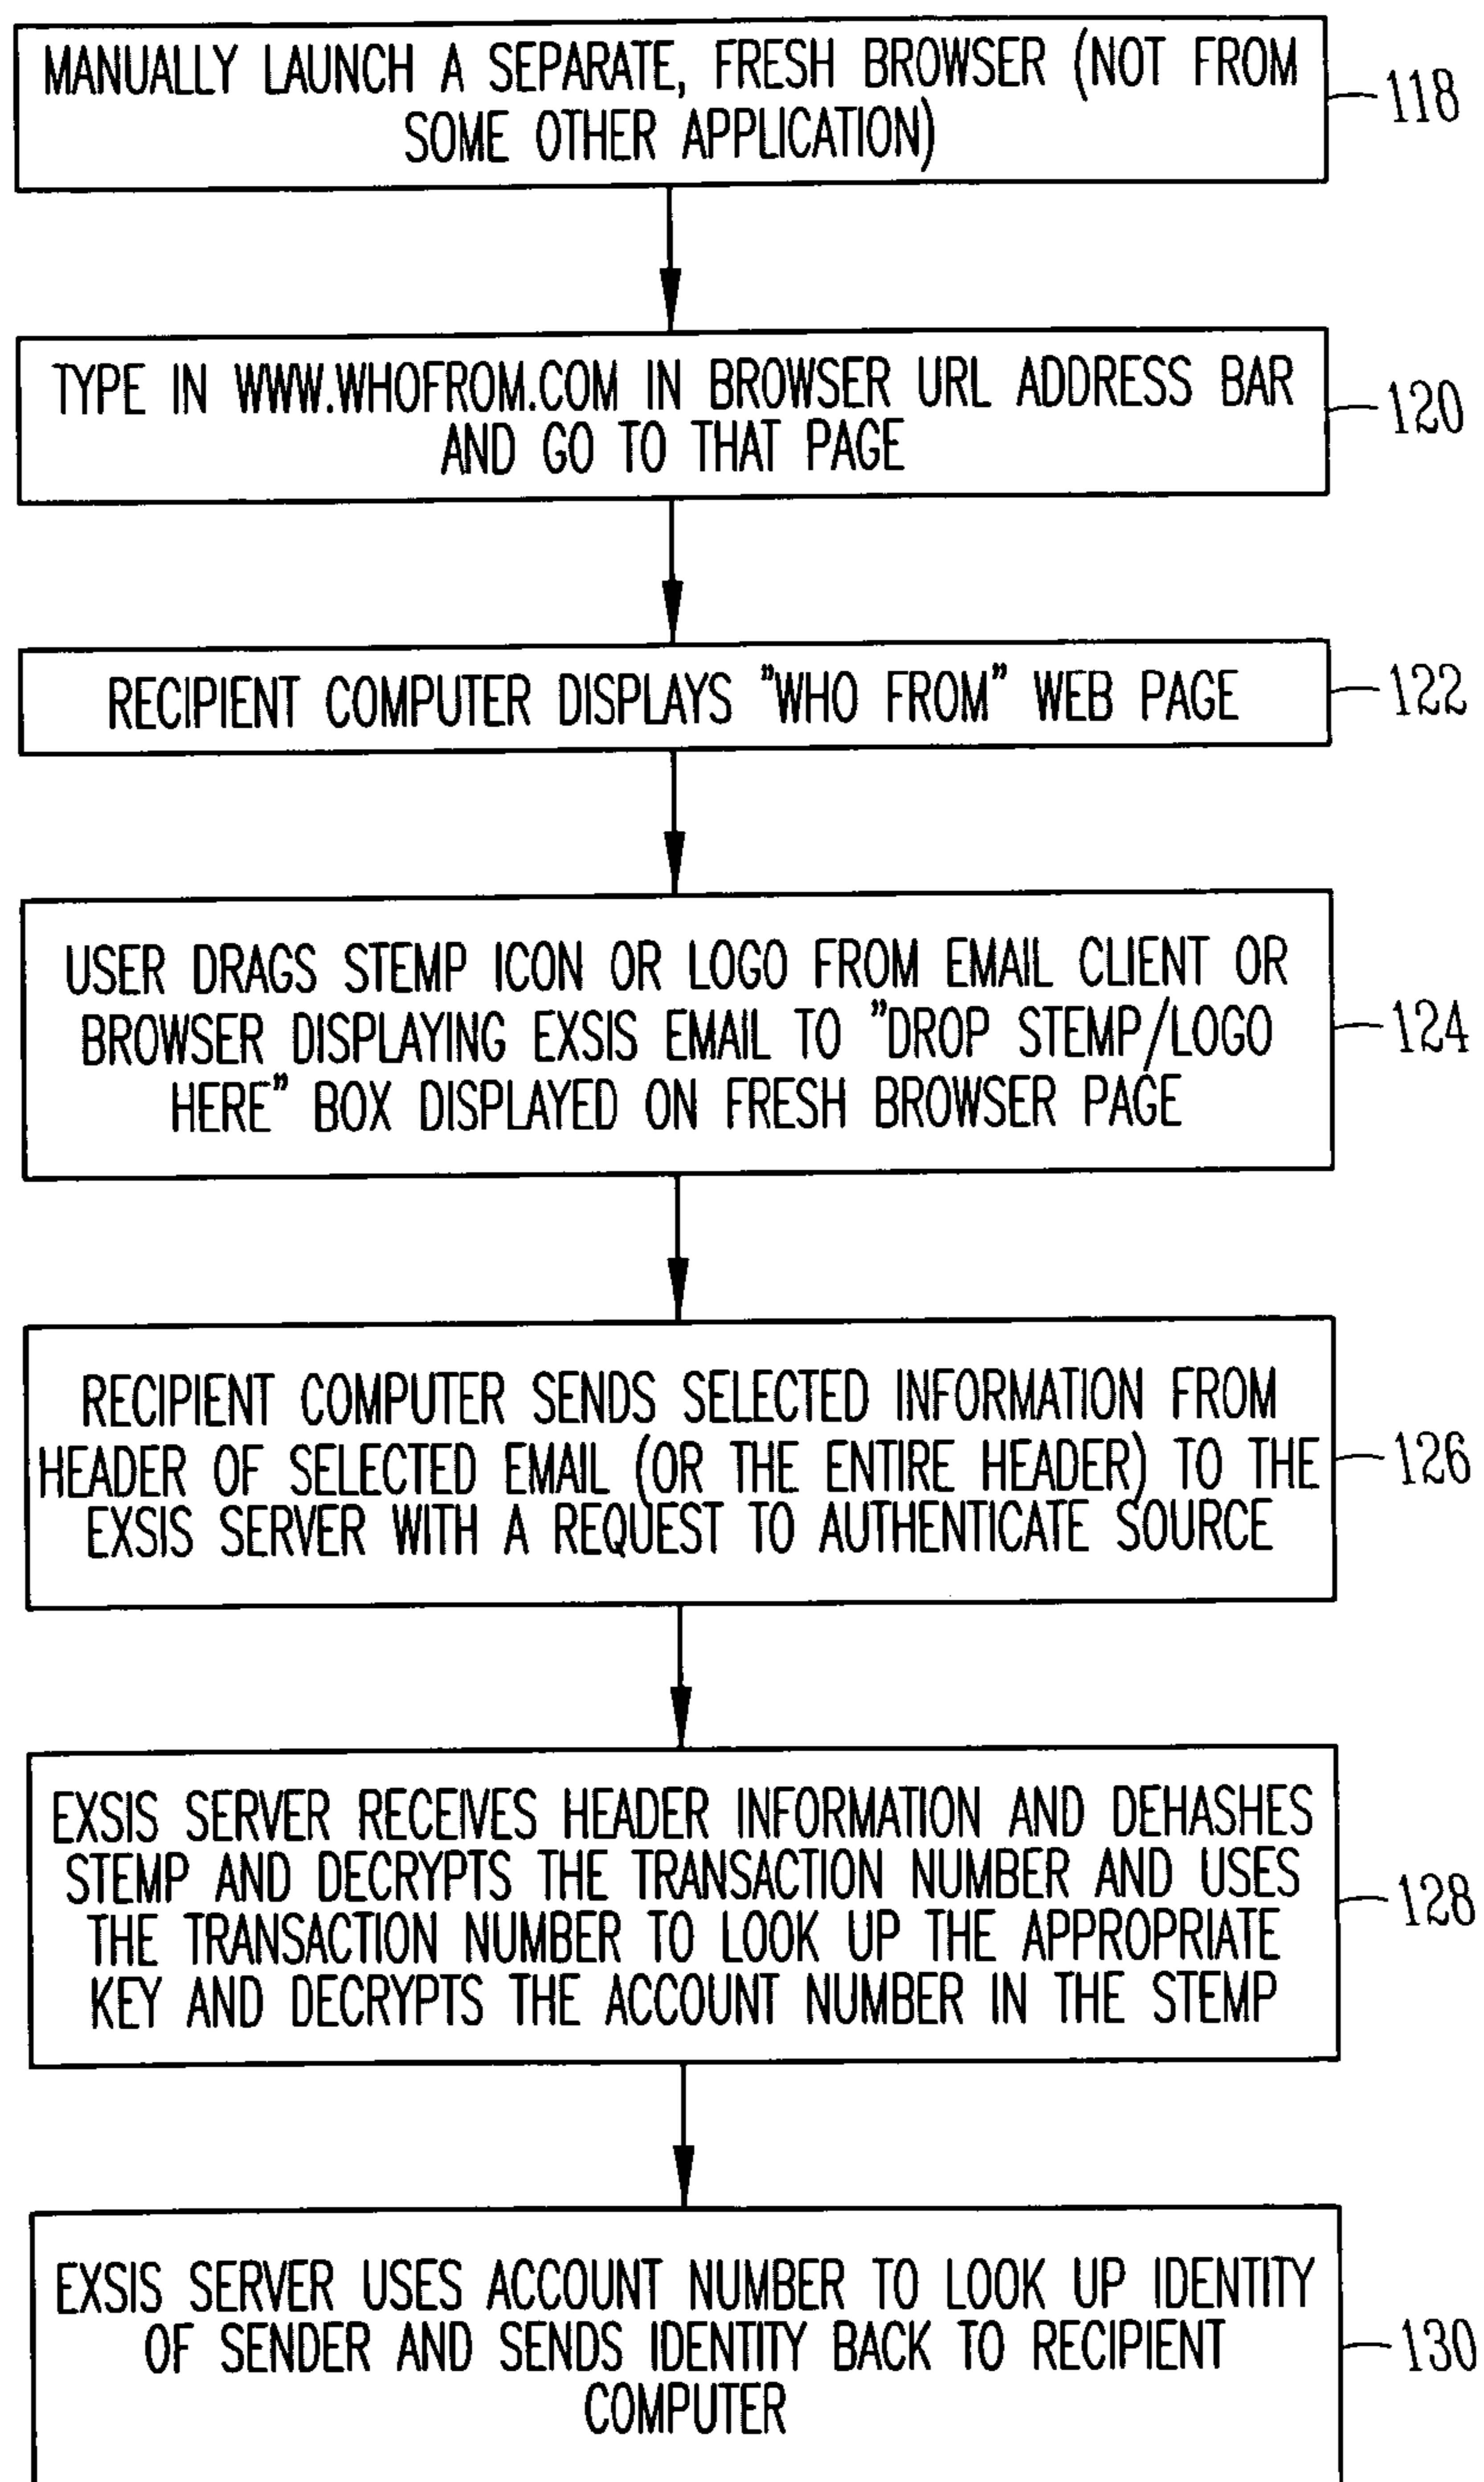 MANUALLY LAUNCH A SEPARATE, FRESH BROWSER (NOT FROM
SOME OTHER APPLICATION)
118
TYPE IN WWW.WHOFROM.COM IN BROWSER URL ADDRESS BAR
AND GO TO THAT PAGE
120
RECIPIENT COMPUTER DISPLAYS "WHO FROM" WEB PAGE
122
USER DRAGS STEMP ICON OR LOGO FROM EMAIL CLIENT OR
BROWSER DISPLAYING EXSIS EMAIL TO "DROP STEMP/LOGO
HERE" BOX DISPLAYED ON FRESH BROWSER PAGE
124
RECIPIENT COMPUTER SENDS SELECTED INFORMATION FROM
HEADER OF SELECTED EMAIL (OR THE ENTIRE HEADER) TO THE
EXSIS SERVER WITH A REQUEST TO AUTHENTICATE SOURCE
126
EXSIS SERVER RECEIVES HEADER INFORMATION AND DEHASHES
STEMP AND DECRYPTS THE TRANSACTION NUMBER AND USES
THE TRANSACTION NUMBER TO LOOK UP THE APPROPRIATE
KEY AND DECRYPTS THE ACCOUNT NUMBER IN THE STEMP
128
EXSIS SERVER USES ACCOUNT NUMBER TO LOOK UP IDENTITY
OF SENDER AND SENDS IDENTITY BACK TO RECIPIENT
COMPUTER
130